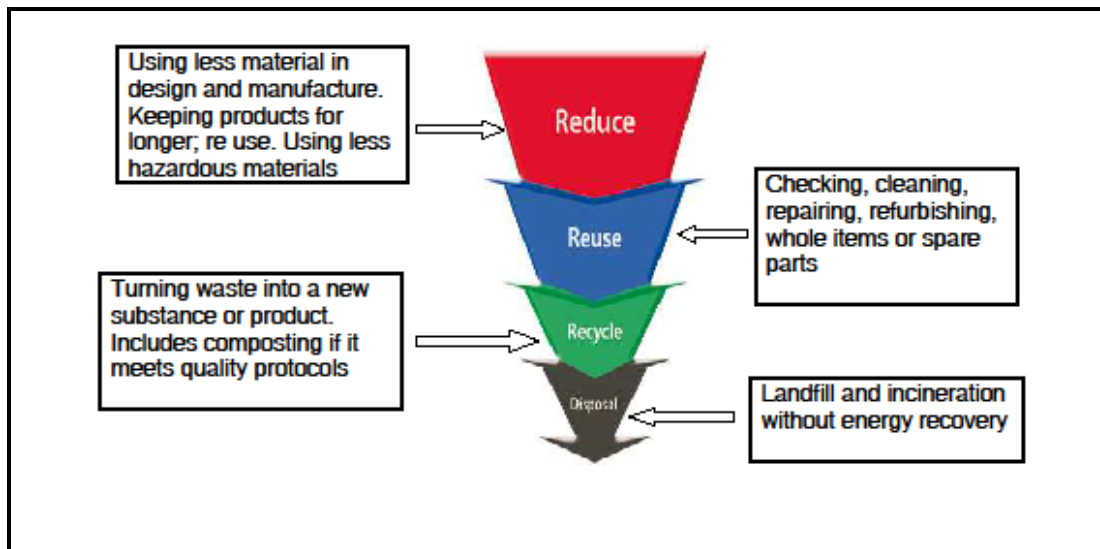 Using less material in
design and manufacture.
Keeping products for
longer; re use. Using less
hazardous materials
Reduce
Checking, cleaning,
repairing, refurbishing,
whole items or spare
parts
Reuse
Turning waste into a new
substance or product.
Includes composting if it
meets quality protocols
Recycle
Disposal
Landfill and incineration
without energy recovery